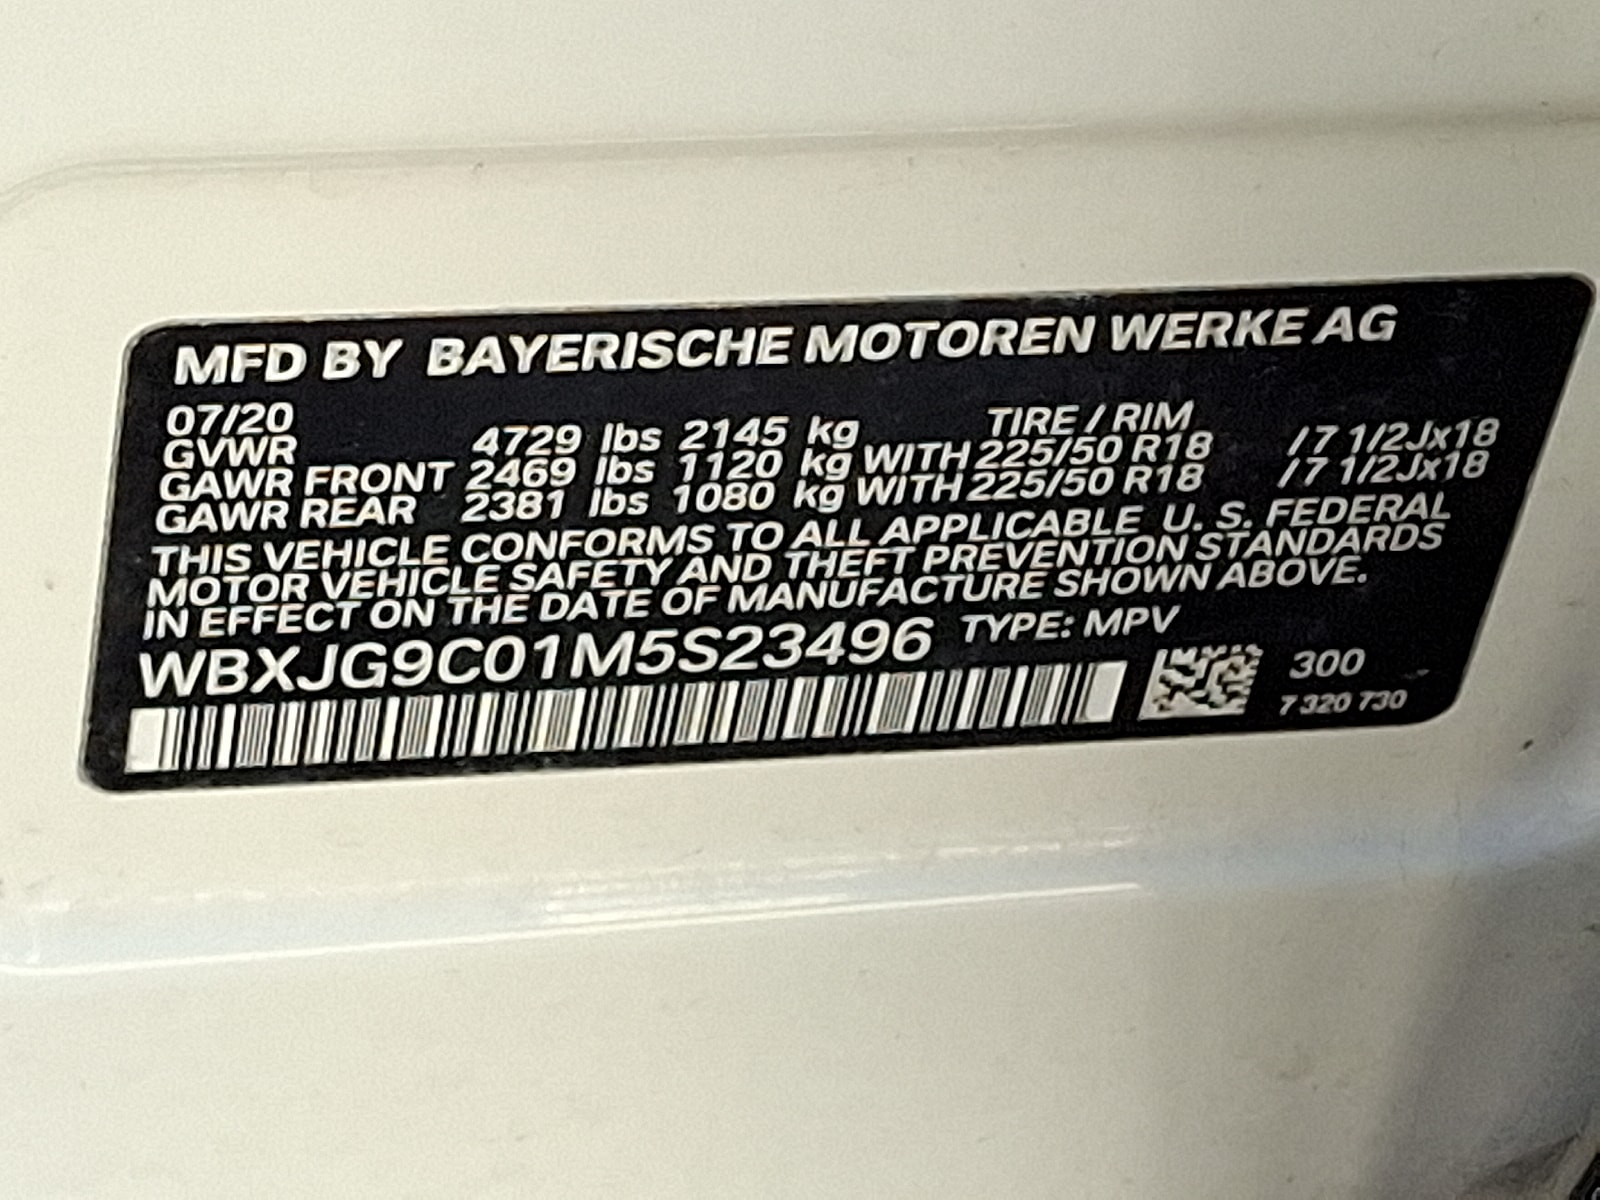 MFD BY BAYERISCHE MOTOREN WERKE AG
07/20 TIRE / RIM
GVWR 4729 lbs 2145 kg
GAWR FRONT 2469 lbs 1120 kg WITH 225/50 R18 / 7 1/2Jx18
GAWR REAR 2381 lbs 1080 kg WITH 225/50 R18 / 7 1/2Jx18
THIS VEHICLE CONFORMS TO ALL APPLICABLE U. S. FEDERAL
MOTOR VEHICLE SAFETY AND THEFT PREVENTION STANDARDS
IN EFFECT ON THE DATE OF MANUFACTURE SHOWN ABOVE.
WBXJG9C01M5S23496 TYPE: MPV
300
7 320 730